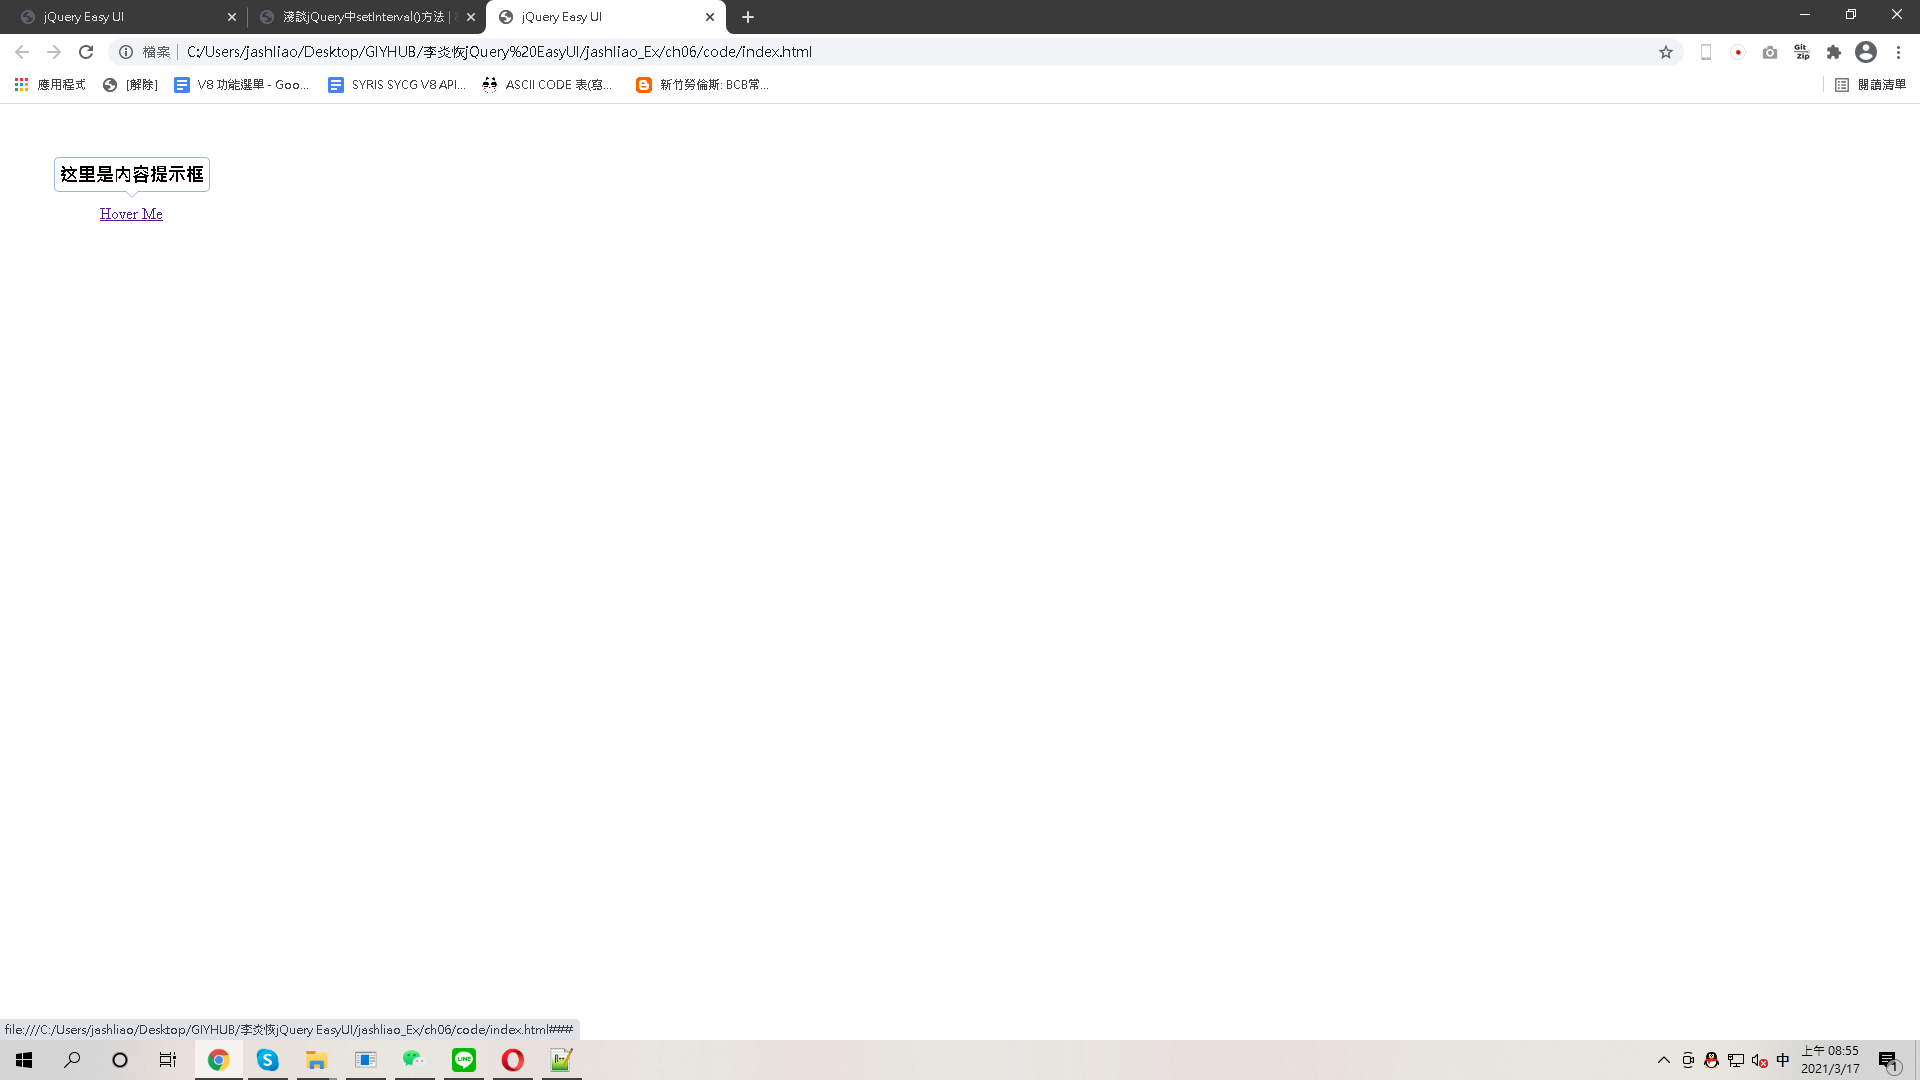 jQuery Easy UI
淺談jQuery中setInterval()方法 |
jQuery Easy UI
檔案 C:/Users/jashliao/Desktop/GIYHUB/李炎恢jQuery%20EasyUI/jashliao_Ex/ch06/code/index.html
應用程式 [解除] V8 功能選單 - Goo... SYRIS SYCG V8 API... ASCII CODE 表(寫... 新竹勞倫斯: BCB常... 閱讀清單
这里是内容提示框
Hover Me
file:///C:/Users/jashliao/Desktop/GIYHUB/李炎恢jQuery EasyUI/jashliao_Ex/ch06/code/index.html###
中
上午 08:55
2021/3/17
1